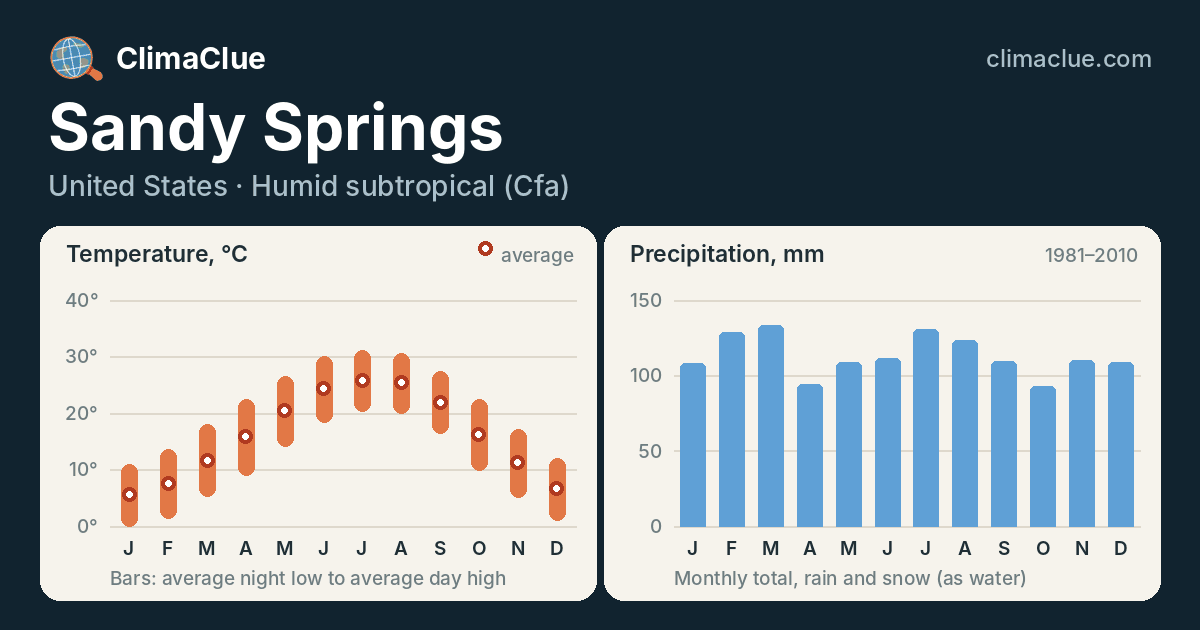 ClimaClue
climaclue.com
Sandy Springs
United States · Humid subtropical (Cfa)
Temperature, °C
average
40°
30°
20°
10°
0°
J F M A M J J A S O N D
Bars: average night low to average day high
Precipitation, mm
1981–2010
150
100
50
0
J F M A M J J A S O N D
Monthly total, rain and snow (as water)